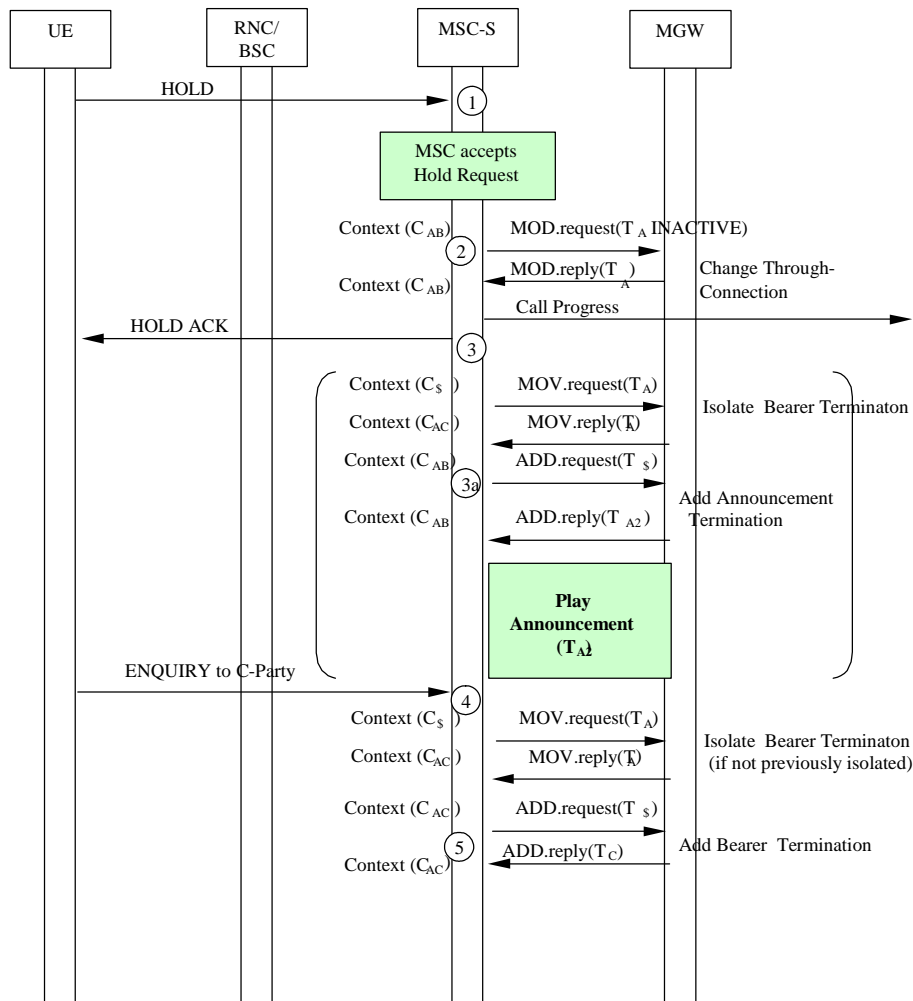 UE
RNC/
BSC
MSC-S
MGW
HOLD
1
MSC accepts
Hold Request
Context (C AB)
MOD.request(T A INACTIVE)
2
MOD.reply(T A)
Context (C AB)
Change Through-
Connection
Call Progress
HOLD ACK
3
Context (C $ )
MOV.request(T A)
Isolate Bearer Terminaton
Context (C AC)
MOV.reply(T A)
Context (C AB)
ADD.request(T $)
3a
Add Announcement
Termination
Context (C AB
ADD.reply(T A2)
Play
Announcement
(T A2)
ENQUIRY to C-Party
4
Context (C $ )
MOV.request(T A)
Isolate Bearer Terminaton
(if not previously isolated)
Context (C AC)
MOV.reply(T A)
Context (C AC)
ADD.request(T $)
5
Add Bearer Termination
Context (C AC)
ADD.reply(T C)